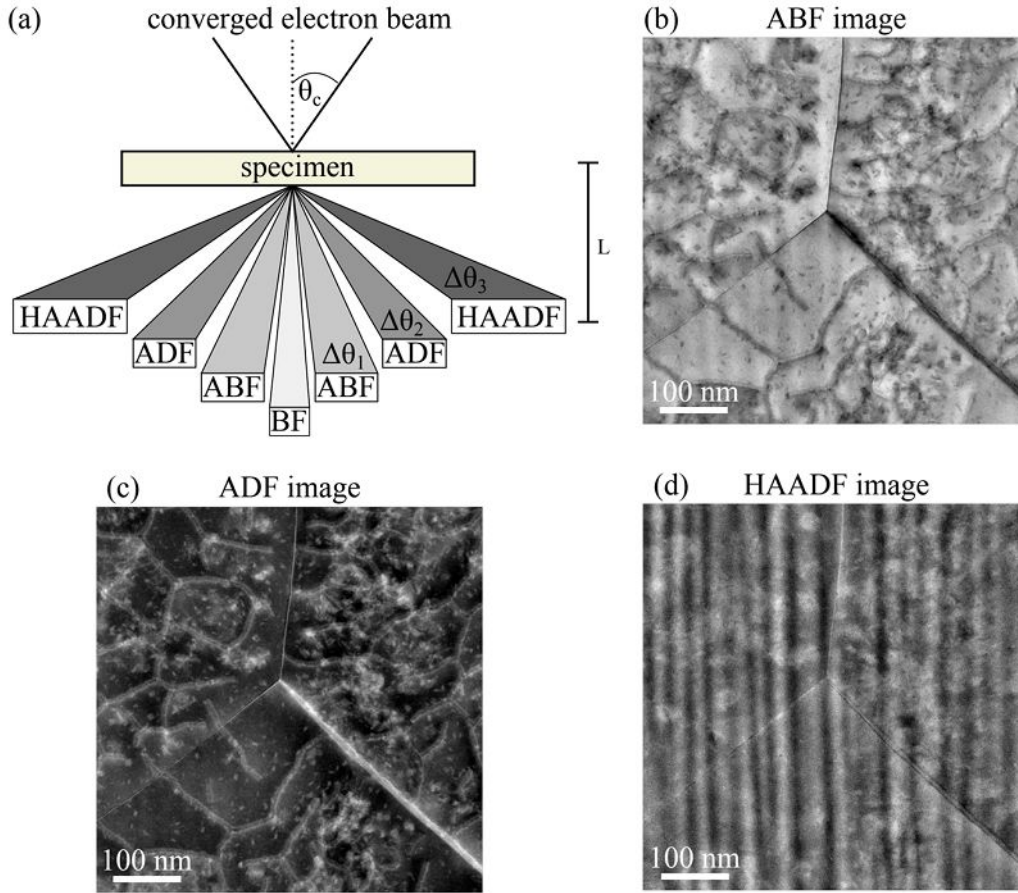 (a)
converged electron beam
θc
specimen
L
Δθ3
HAADF
HAADF
Δθ2
ADF
ADF
Δθ1
ABF
ABF
BF
(b)
ABF image
100 nm
(c)
ADF image
100 nm
(d)
HAADF image
100 nm